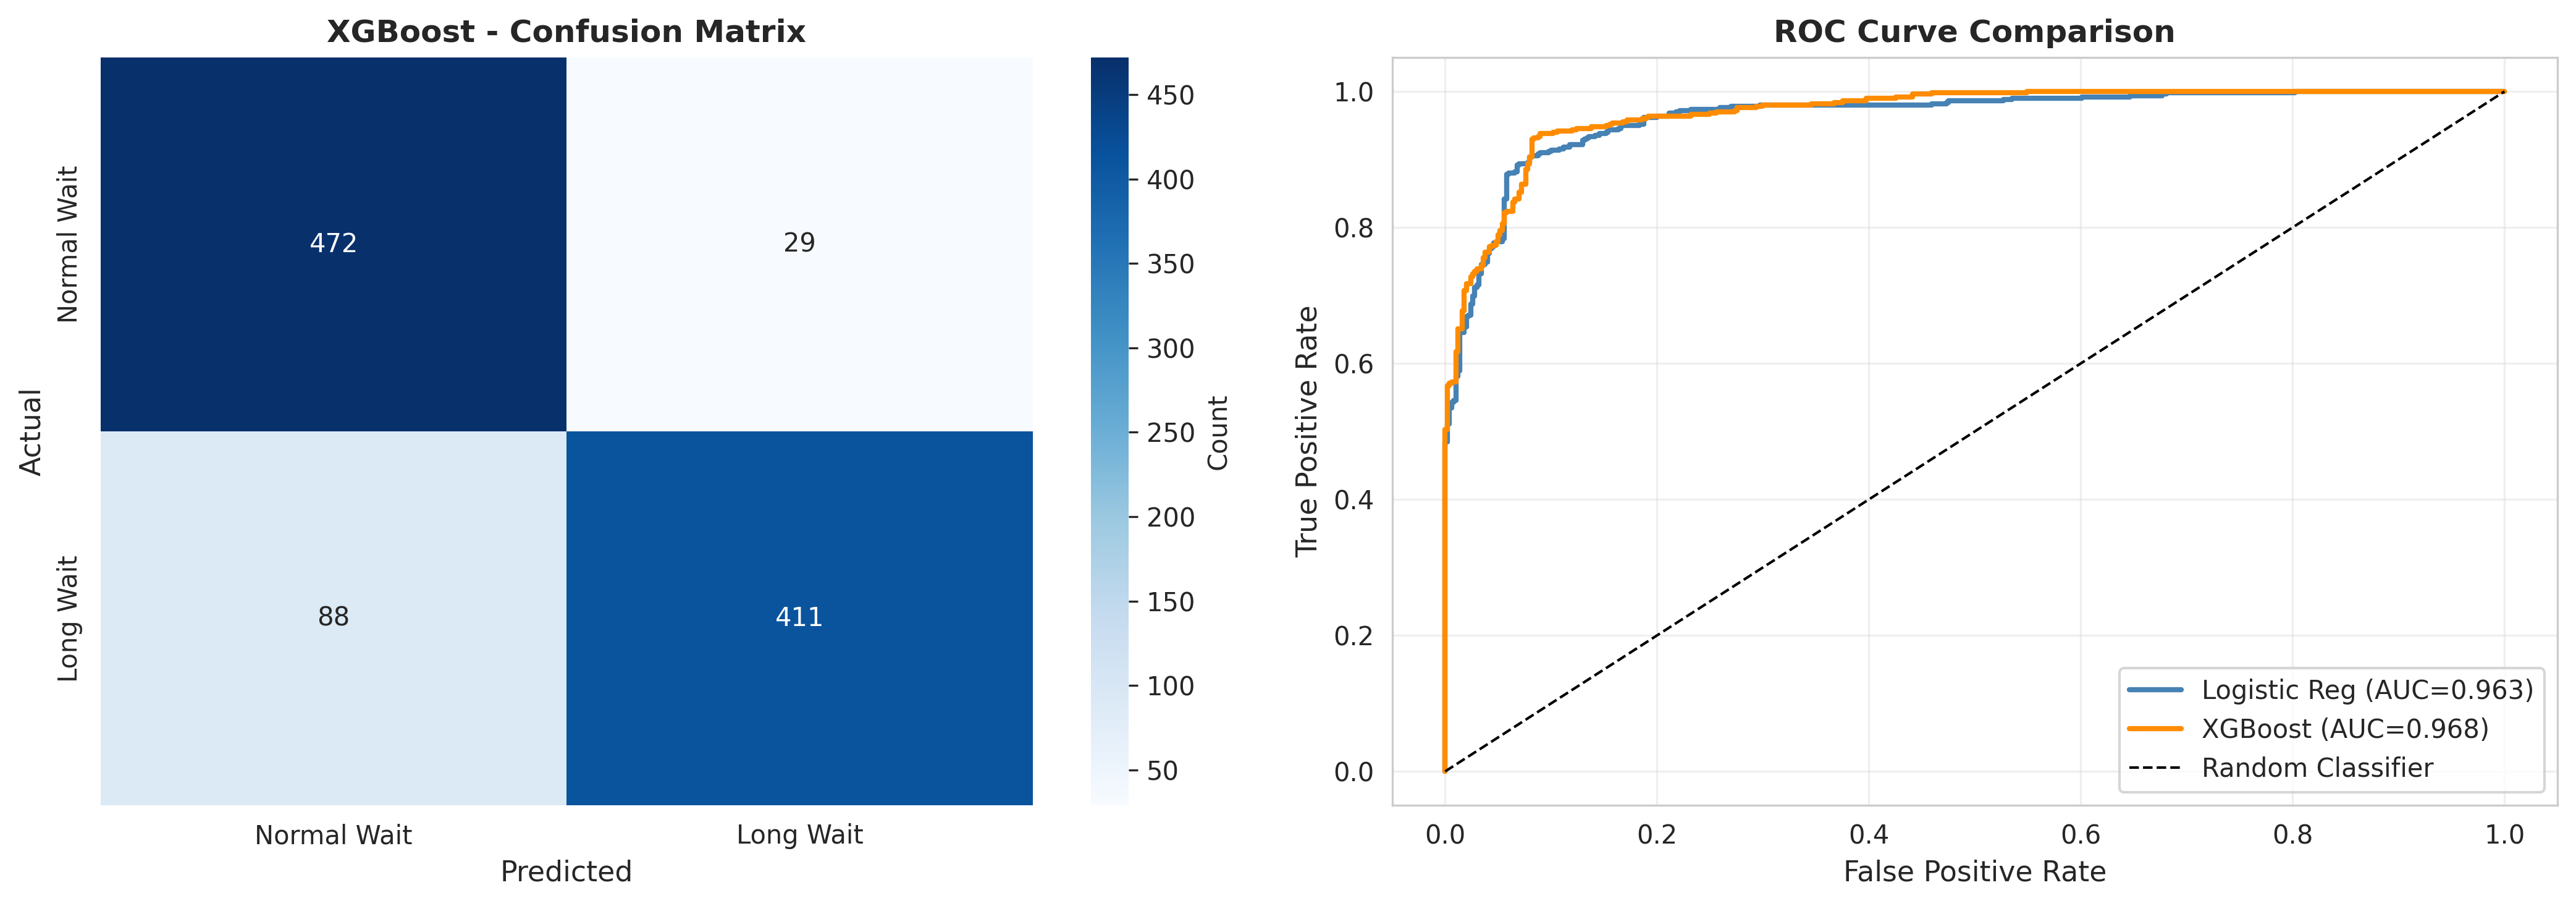 XGBoost - Confusion Matrix
Actual
Normal Wait
Long Wait
472
29
88
411
Normal Wait
Long Wait
Predicted
450
400
350
300
250
200
150
100
50
Count
ROC Curve Comparison
True Positive Rate
1.0
0.8
0.6
0.4
0.2
0.0
Logistic Reg (AUC=0.963)
XGBoost (AUC=0.968)
Random Classifier
0.0
0.2
0.4
0.6
0.8
1.0
False Positive Rate